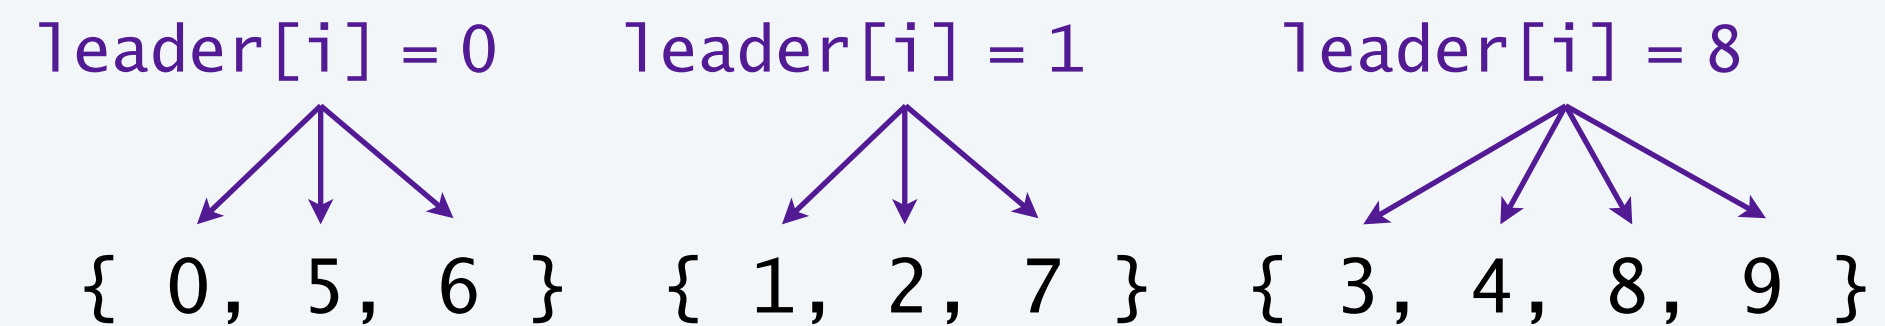 leader[i] = 0 leader[i] = 1 leader[i] = 8
{ 0, 5, 6 } { 1, 2, 7 } { 3, 4, 8, 9 }